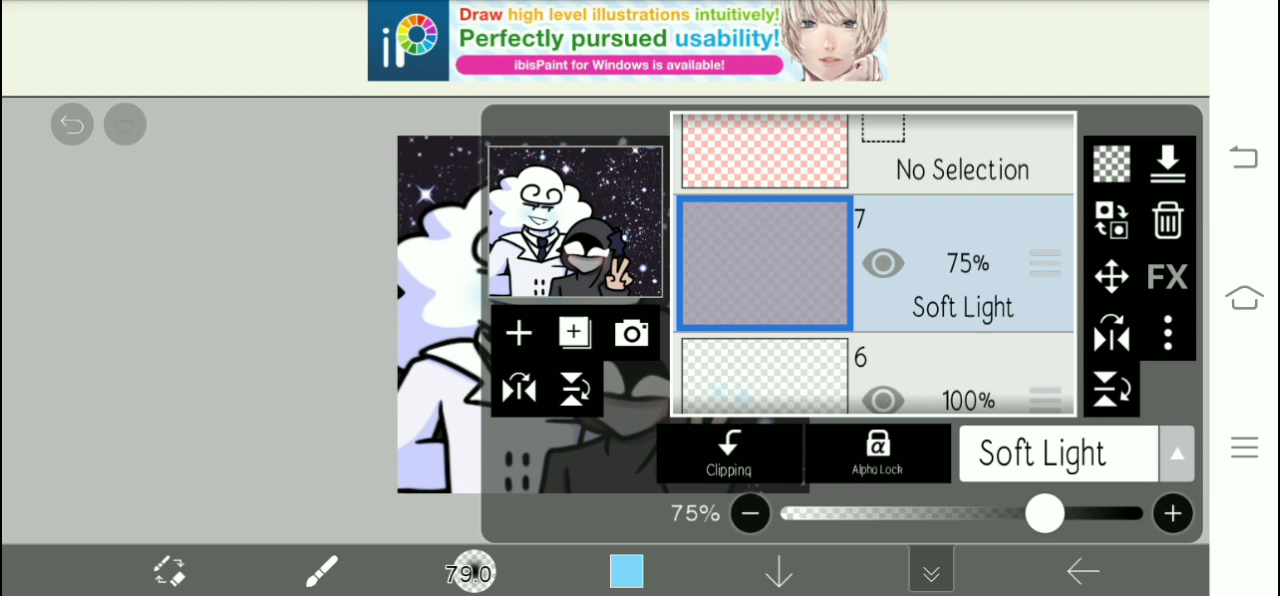 iP
Draw high level illustrations intuitively!
Perfectly pursued usability!
ibisPaint for Windows is available!
No Selection
7
75%
Soft Light
FX
6
100%
Clipping
α
Alpha Lock
Soft Light
75%
79.0